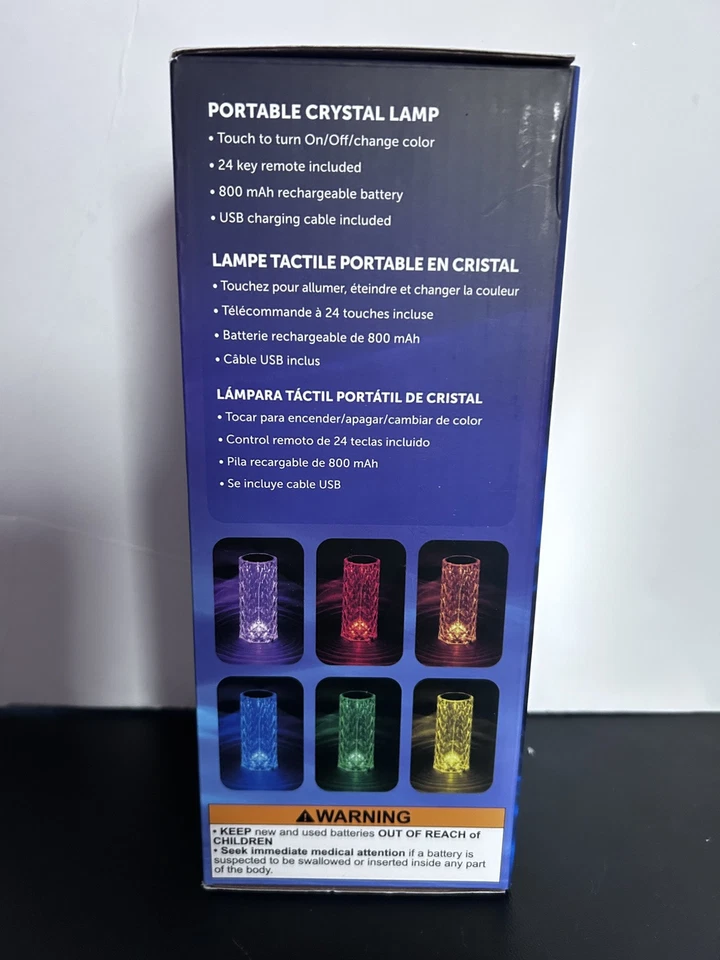 PORTABLE CRYSTAL LAMP
• Touch to turn On/Off/change color
• 24 key remote included
• 800 mAh rechargeable battery
• USB charging cable included
LAMPE TACTILE PORTABLE EN CRISTAL
• Touchez pour allumer, éteindre et changer la couleur
• Télécommande à 24 touches incluse
• Batterie rechargeable de 800 mAh
• Câble USB inclus
LÁMPARA TÁCTIL PORTÁTIL DE CRISTAL
• Tocar para encender/apagar/cambiar de color
• Control remoto de 24 teclas incluido
• Pila recargable de 800 mAh
• Se incluye cable USB
WARNING
• KEEP new and used batteries OUT OF REACH of
CHILDREN
• Seek immediate medical attention if a battery is
suspected to be swallowed or inserted inside any part
of the body.